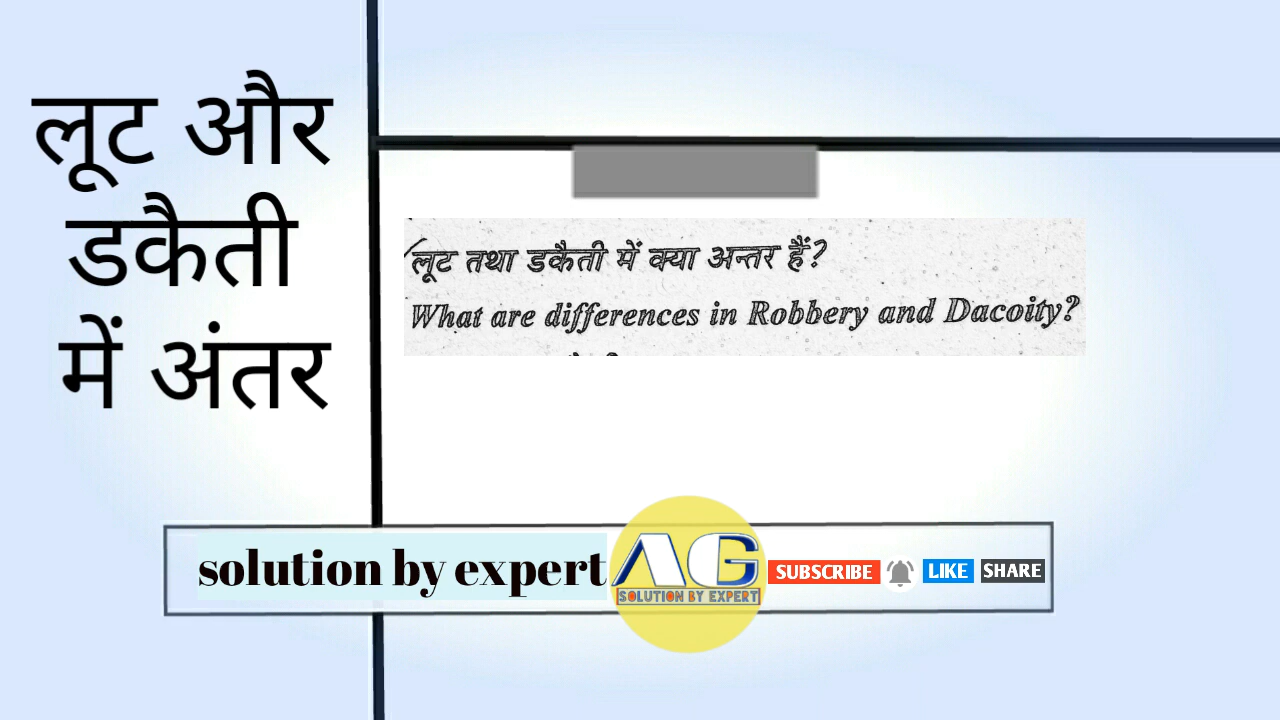 लूट और
डकैती
में अंतर
लूट तथा डकैती में क्या अन्तर हैं?
What are differences in Robbery and Dacoity?
solution by expert
AG
SOLUTION BY EXPERT
SUBSCRIBE
LIKE
SHARE